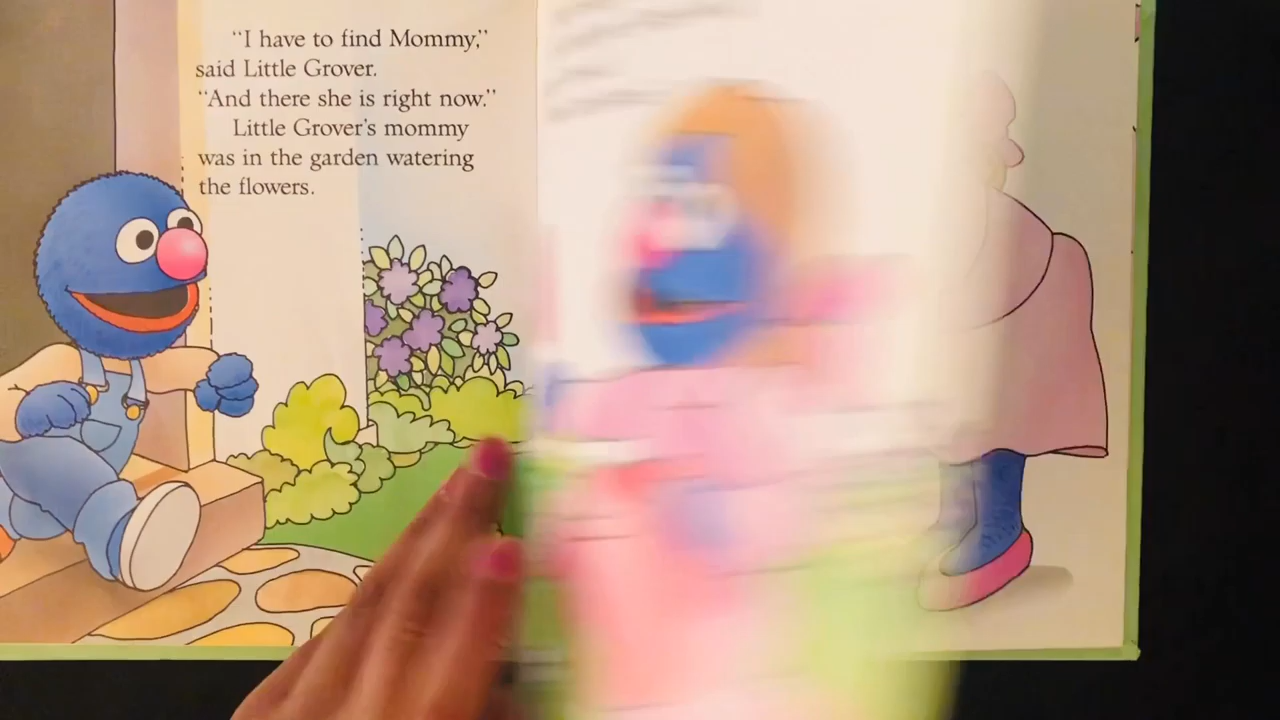 “I have to find Mommy,”
said Little Grover.
“And there she is right now.”
Little Grover’s mommy
was in the garden watering
the flowers.